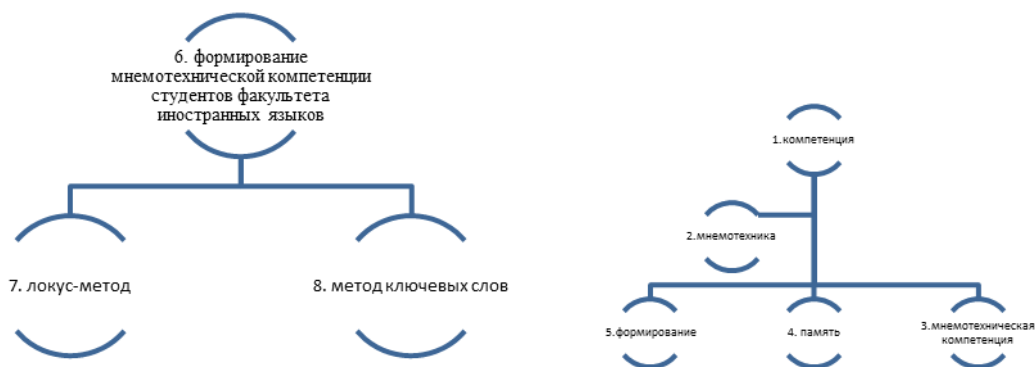 6. формирование
мнемотехнической компетенции
студентов факультета
иностранных языков
7. локус-метод
8. метод ключевых слов
1.компетенция
2.мнемотехника
5.формирование
4. память
3.мнемотехническая
компетенция